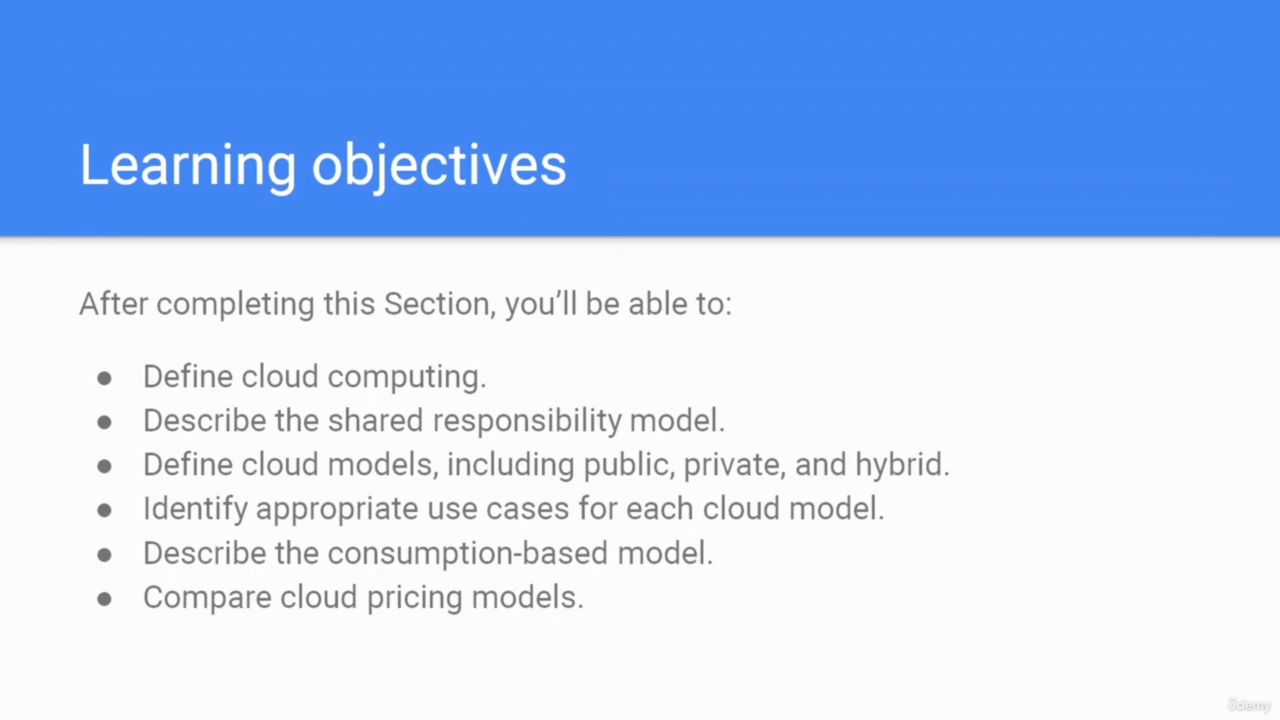 Learning objectives
After completing this Section, you’ll be able to:
● Define cloud computing.
● Describe the shared responsibility model.
● Define cloud models, including public, private, and hybrid.
● Identify appropriate use cases for each cloud model.
● Describe the consumption-based model.
● Compare cloud pricing models.
ûdemy